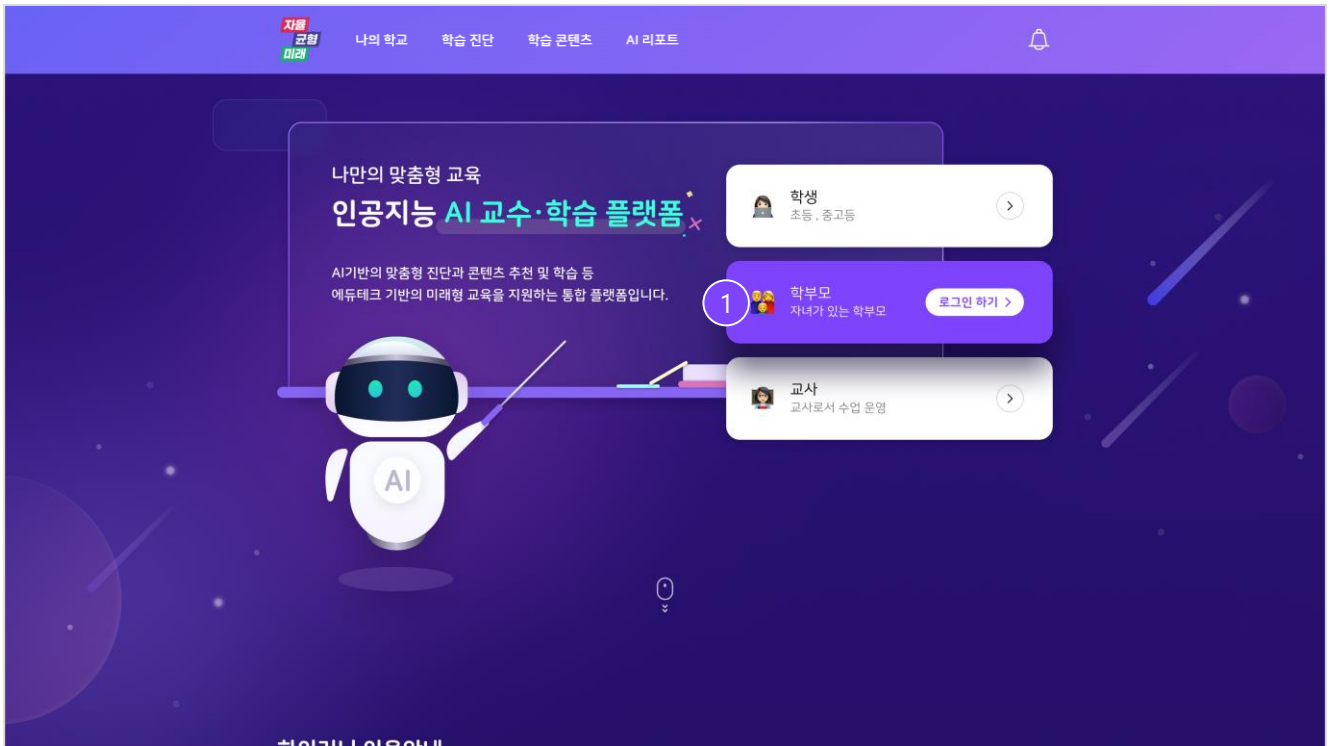 자율
균형
미래
나의 학교
학습 진단
학습 콘텐츠
AI 리포트
나만의 맞춤형 교육
인공지능 AI 교수·학습 플랫폼
AI기반의 맞춤형 진단과 콘텐츠 추천 및 학습 등
에듀테크 기반의 미래형 교육을 지원하는 통합 플랫폼입니다.
학생
초등 , 중고등
1
학부모
자녀가 있는 학부모
로그인 하기
교사
교사로서 수업 운영
AI